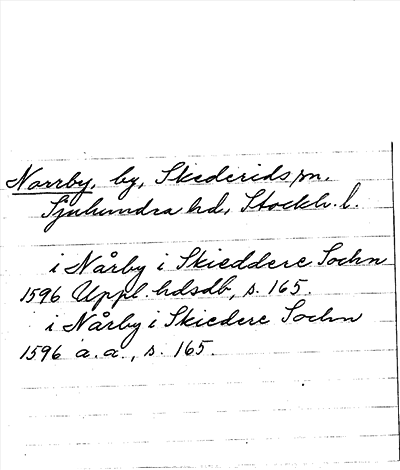 Norrby, by, Skederids sn.
Sjuhundra hd, Stockh. l.
i Nårby i Skieddere Sochn
1596 Uppl. hdsdb, s. 165.
i Nårby i Skiedere Sochn
1596 a. a., s. 165.